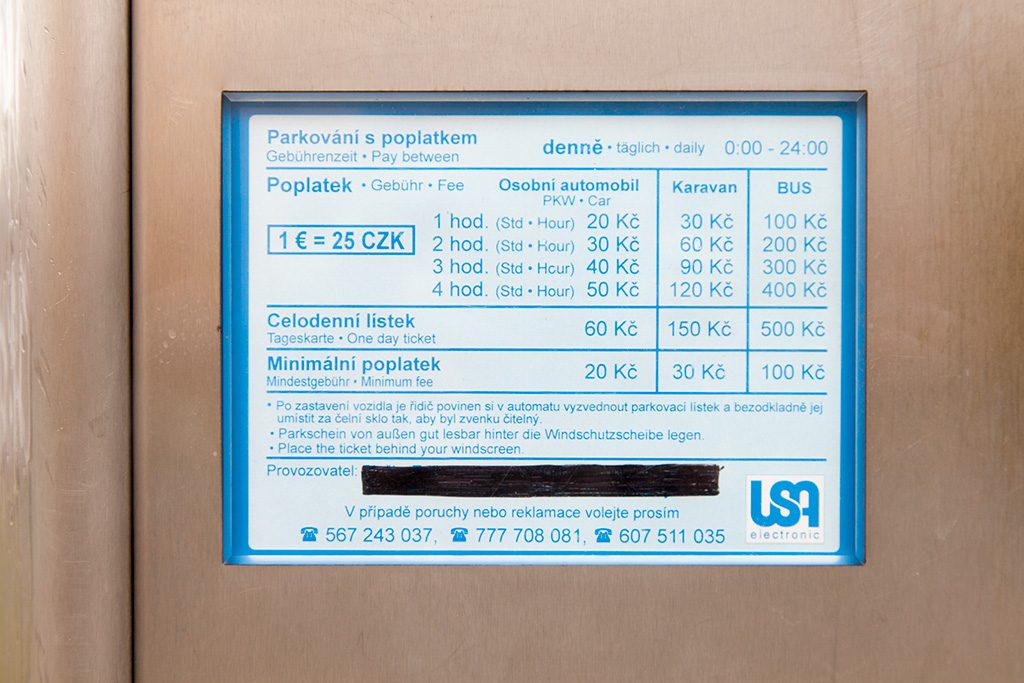 Parkování s poplatkem denně • täglich • daily 0:00 - 24:00
Gebührenzeit • Pay between
Poplatek • Gebühr • Fee Osobní automobil Karavan BUS
PKW • Car
1 hod. (Std • Hour) 20 Kč 30 Kč 100 Kč
1 € = 25 CZK
2 hod. (Std • Hour) 30 Kč 60 Kč 200 Kč
3 hod. (Std • Hour) 40 Kč 90 Kč 300 Kč
4 hod. (Std • Hour) 50 Kč 120 Kč 400 Kč
Celodenní lístek 60 Kč 150 Kč 500 Kč
Tageskarte • One day ticket
Minimální poplatek 20 Kč 30 Kč 100 Kč
Mindestgebühr • Minimum fee
• Po zastavení vozidla je řidič povinen si v automatu vyzvednout parkovací lístek a bezodkladně jej
umístit za čelní sklo tak, aby byl zvenku čitelný.
• Parkschein von außen gut lesbar hinter die Windschutzscheibe legen.
• Place the ticket behind your windscreen.
Provozovatel:
V případě poruchy nebo reklamace volejte prosím
☎ 567 243 037, ☎ 777 708 081, ☎ 607 511 035
USA
electronic